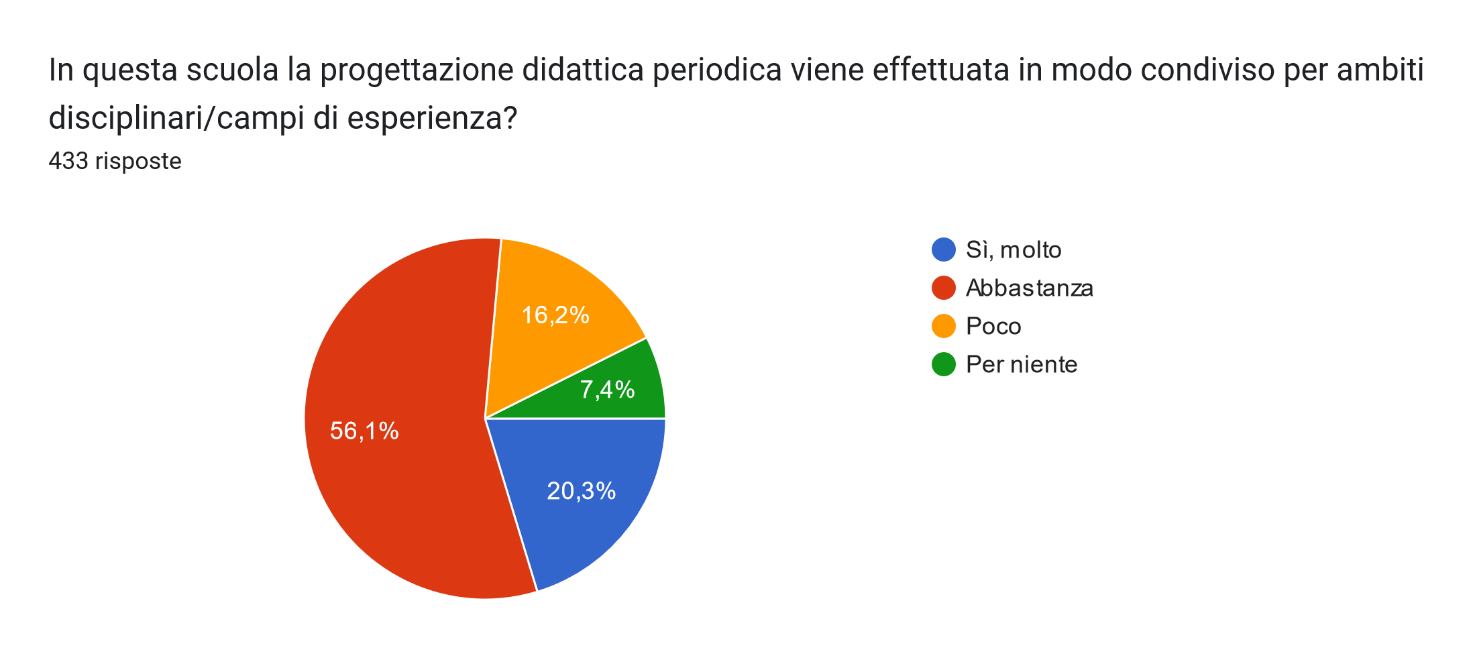 In questa scuola la progettazione didattica periodica viene effettuata in modo condiviso per ambiti
disciplinari/campi di esperienza?
433 risposte
Sì, molto
Abbastanza
Poco
Per niente
16,2%
7,4%
56,1%
20,3%